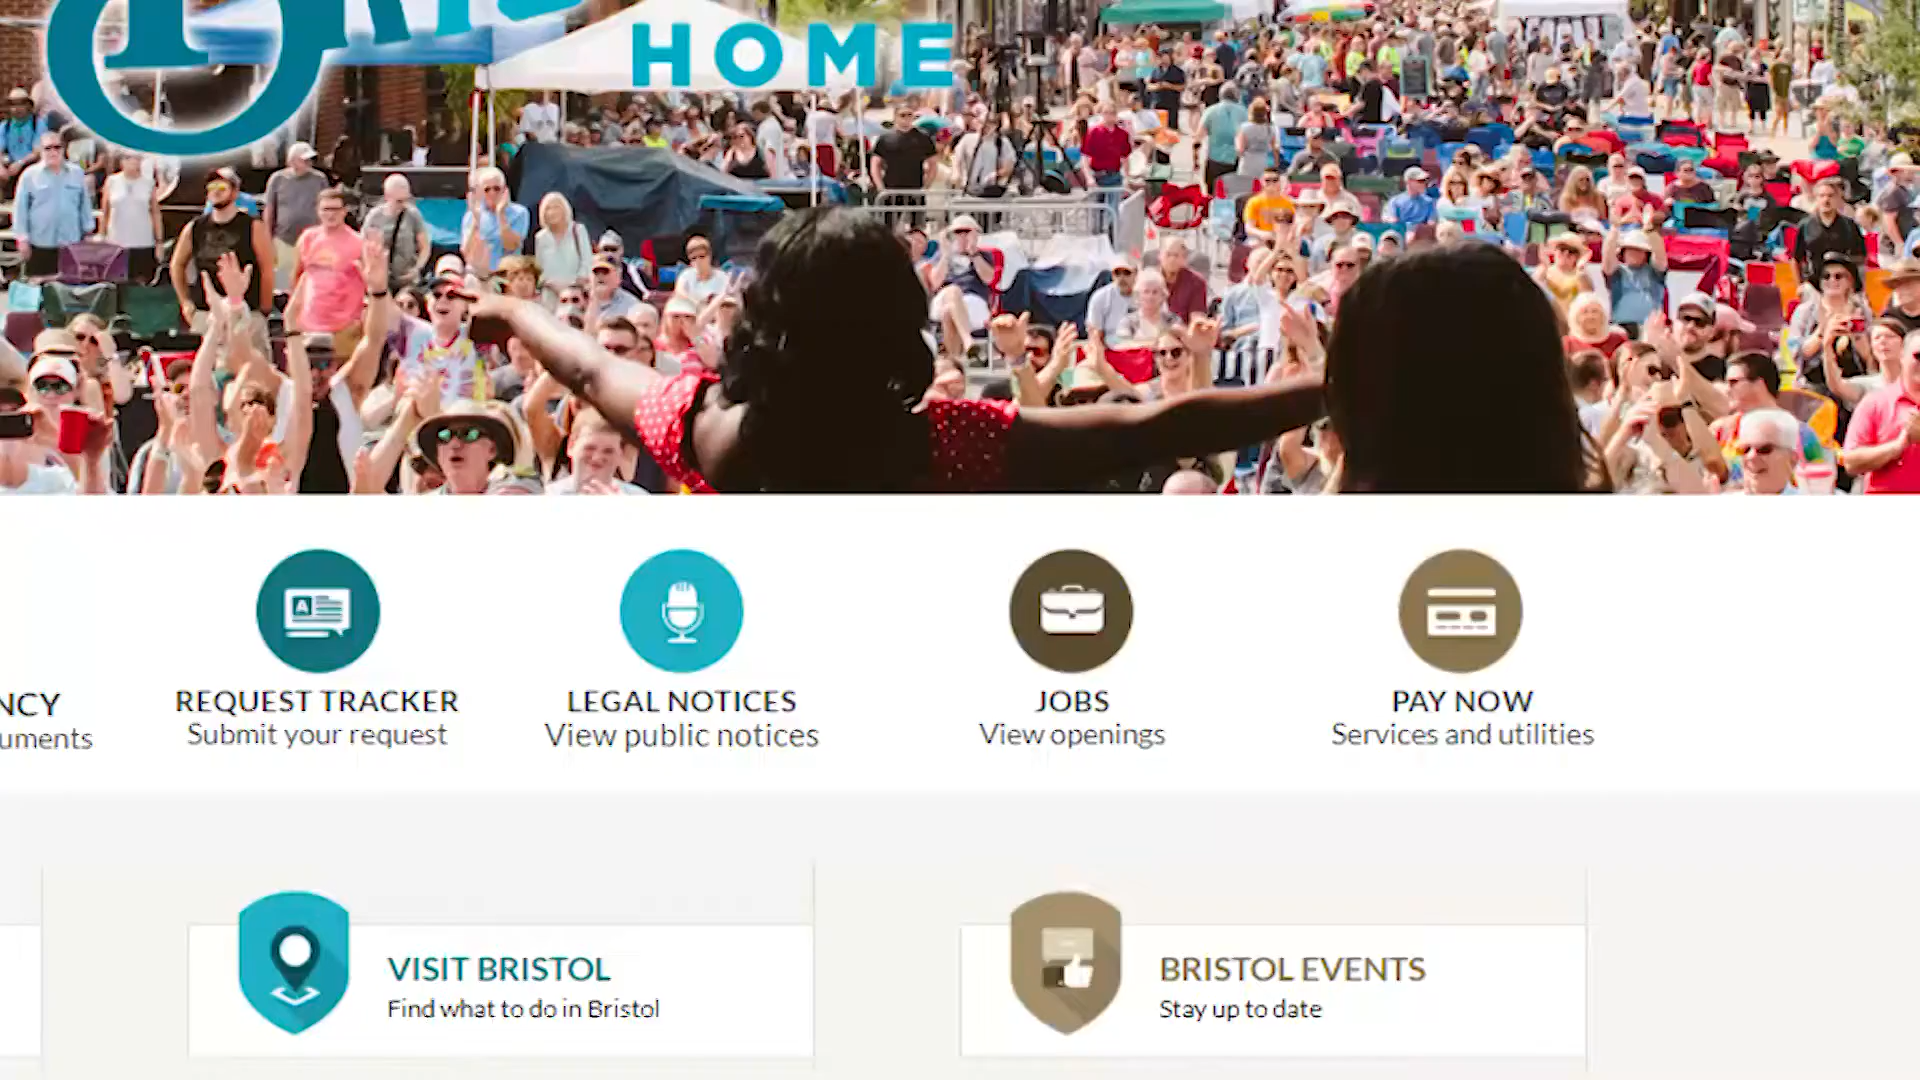 HOME
NCY
uments
REQUEST TRACKER
Submit your request
LEGAL NOTICES
View public notices
JOBS
View openings
PAY NOW
Services and utilities
VISIT BRISTOL
Find what to do in Bristol
BRISTOL EVENTS
Stay up to date